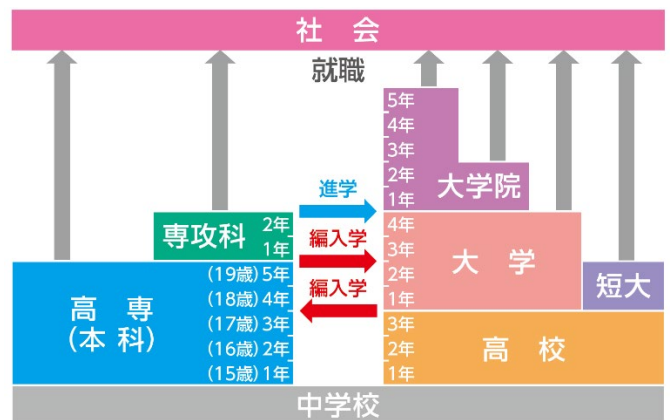 社 会
就職
5年
4年
3年
2年
1年
大学院
進学
専攻科
2年
1年
編入学
4年
3年
2年
1年
大 学
高 専
(本 科)
(19歳) 5年
(18歳) 4年
(17歳) 3年
(16歳) 2年
(15歳) 1年
編入学
短大
3年
2年
1年
高 校
中学校